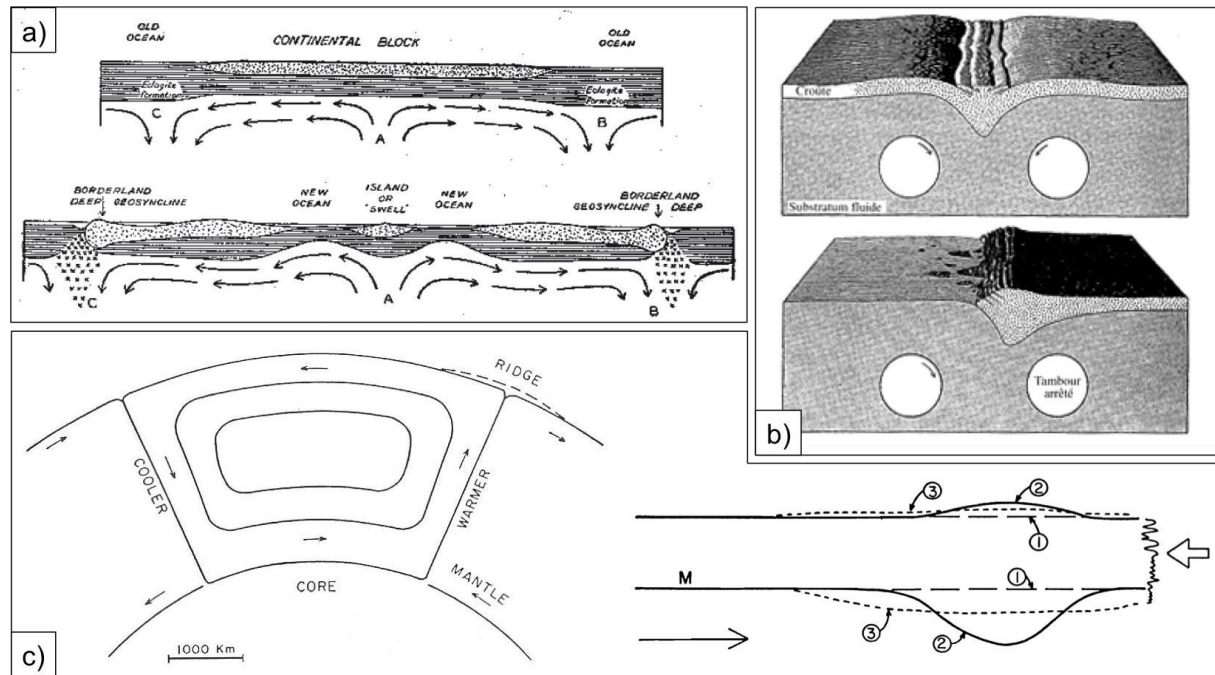 a)
OLD
OCEAN
CONTINENTAL BLOCK
OLD
OCEAN
Eclogite
Formation
Eclogite
Formation
C
A
B
BORDERLAND
DEEP GEOSYNCLINE
NEW
OCEAN
ISLAND
OR
"SWELL"
NEW
OCEAN
BORDERLAND
GEOSYNCLINE DEEP
C
A
B
b)
Croûte
Substratum fluide
Tambour
arrêté
c)
RIDGE
COOLER
WARMER
CORE
MANTLE
1000 Km
3
2
1
M
1
3
2